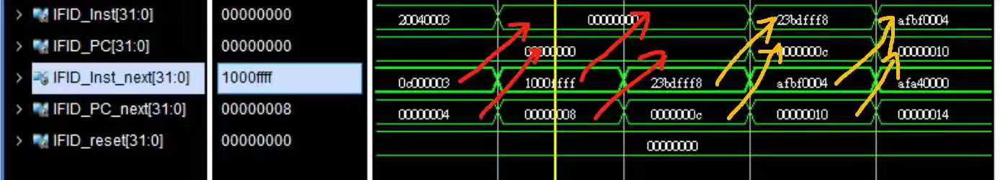 IFID_Inst[31:0] 00000000 20040003 00000000 23bdfff8 afbf0004
IFID_PC[31:0] 00000000 00000000 0000000c 00000010
IFID_Inst_next[31:0] 1000ffff 0c000003 1000ffff 23bdfff8 afbf0004 afa40000
IFID_PC_next[31:0] 00000008 00000004 00000008 0000000c 00000010 00000014
IFID_reset[31:0] 00000000 00000000